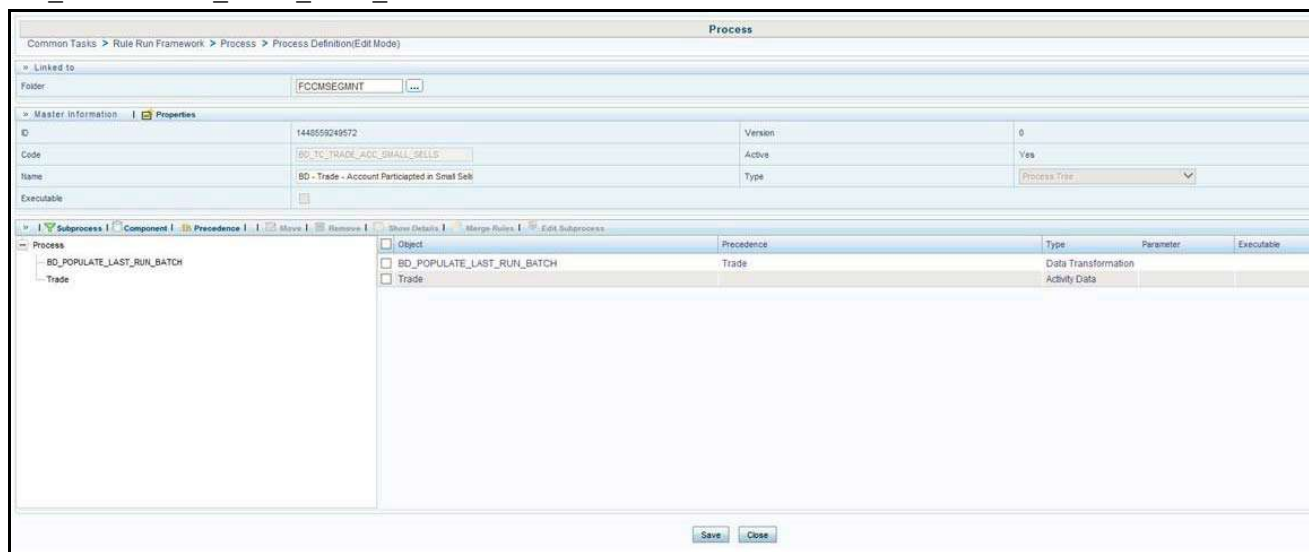 Process
Common Tasks > Rule Run Framework > Process > Process Definition(Edit Mode)
» Linked to
Folder FCCMSEGMNT ...
» Master Information | Properties
ID 1448559249572 Version 0
Code BD_TC_TRADE_ACC_SMALL_SELLS Active Yes
Name BD - Trade - Account Particiapted in Small Sells Type Process Tree
Executable
» | Subprocess | Component | Precedence | | Move | Remove | Show Details | Merge Rules | Edit Subprocess
Process
BD_POPULATE_LAST_RUN_BATCH
Trade
Object Precedence Type Parameter Executable
BD_POPULATE_LAST_RUN_BATCH Trade Data Transformation
Trade Activity Data
Save Close